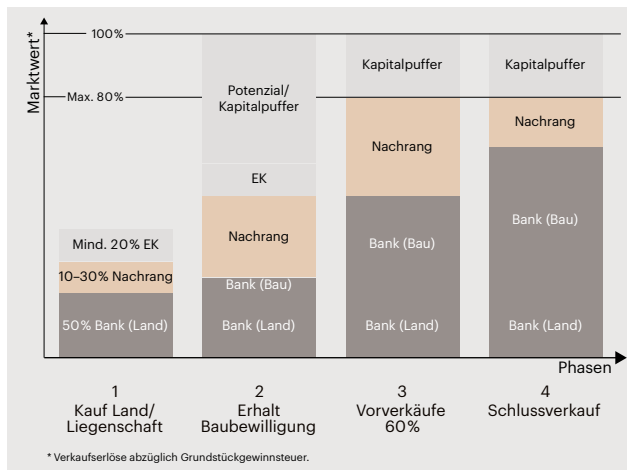 Marktwert*
100%
Max. 80%
Mind. 20% EK
10–30% Nachrang
50% Bank (Land)
Potenzial/
Kapitalpuffer
EK
Nachrang
Bank (Bau)
Bank (Land)
Kapitalpuffer
Nachrang
Bank (Bau)
Bank (Land)
Kapitalpuffer
Nachrang
Bank (Bau)
Bank (Land)
Phasen
1
Kauf Land/
Liegenschaft
2
Erhalt
Baubewilligung
3
Vorverkäufe
60%
4
Schlussverkauf
* Verkaufserlöse abzüglich Grundstückgewinnsteuer.